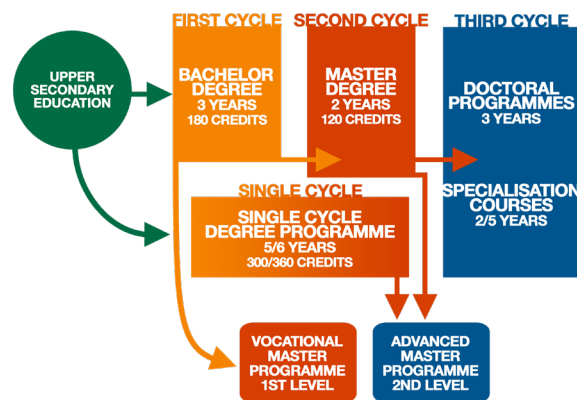 FIRST CYCLE
SECOND CYCLE
THIRD CYCLE
UPPER
SECONDARY
EDUCATION
BACHELOR
DEGREE
3 YEARS
180 CREDITS
MASTER
DEGREE
2 YEARS
120 CREDITS
DOCTORAL
PROGRAMMES
3 YEARS
SPECIALISATION
COURSES
2/5 YEARS
SINGLE CYCLE
SINGLE CYCLE
DEGREE PROGRAMME
5/6 YEARS
300/360 CREDITS
VOCATIONAL
MASTER
PROGRAMME
1ST LEVEL
ADVANCED
MASTER
PROGRAMME
2ND LEVEL